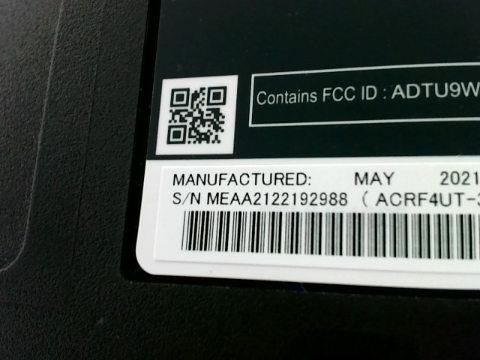 Contains FCC ID : ADTU9W
MANUFACTURED: MAY 2021
S/N MEAA2122192988 ( ACRF4UT-